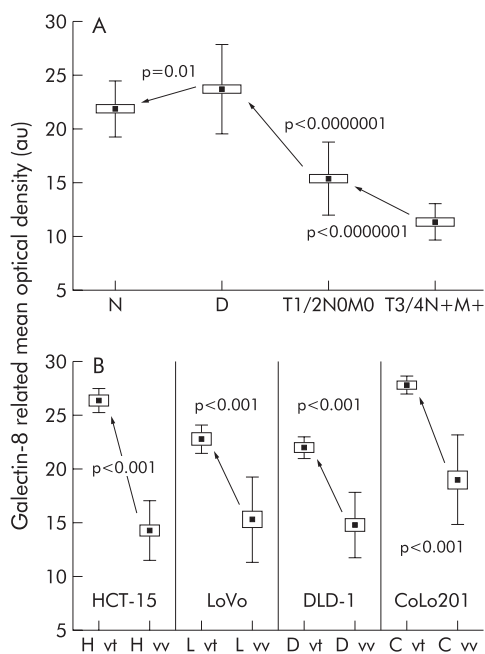 Galectin-8 related mean optical density (au)
A
30
25
20
15
10
5
p=0.01
p<0.0000001
p<0.0000001
N D T1/2N0M0 T3/4N+M+
B
30
25
20
15
10
5
p<0.001
p<0.001
p<0.001
p<0.001
HCT-15 LoVo DLD-1 CoLo201
H vt H vv L vt L vv D vt D vv C vt C vv